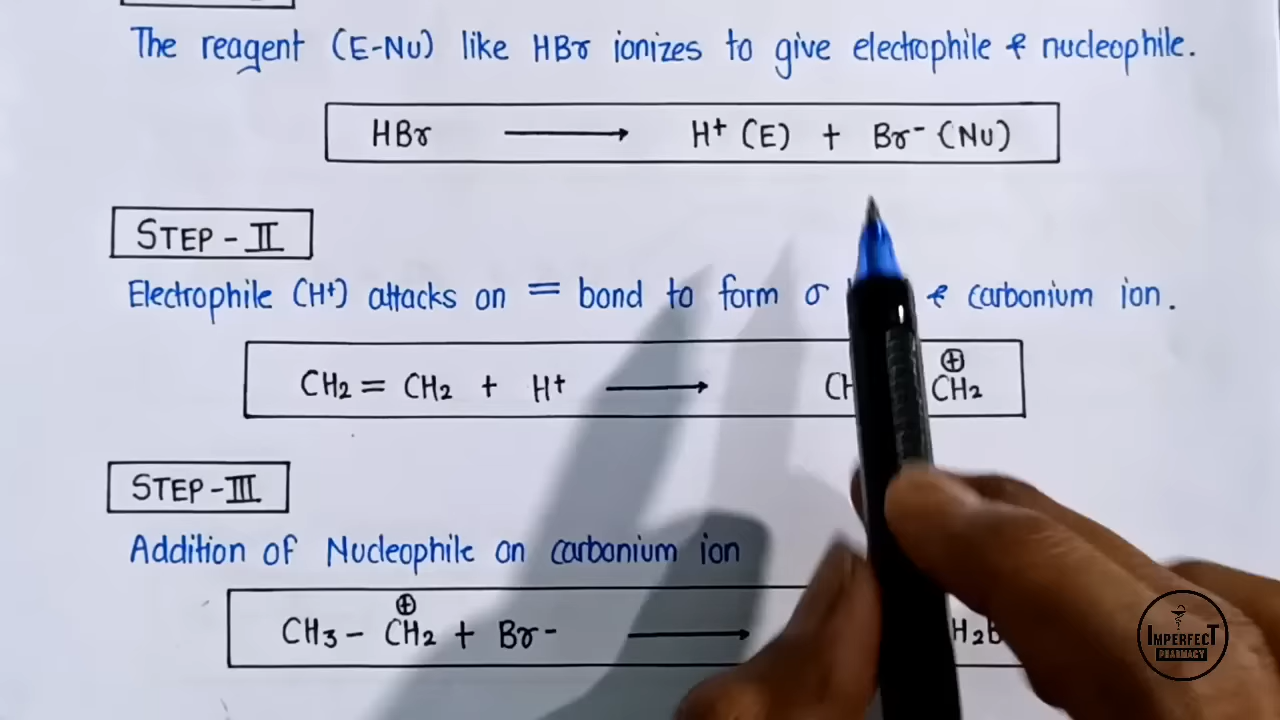 The reagent (E-Nu) like HBr ionizes to give electrophile & nucleophile.
HBr ⟶ H+ (E) + Br- (Nu)
STEP - II
Electrophile (H+) attacks on = bond to form σ & carbonium ion.
CH2 = CH2 + H+ ⟶ CH ⊕CH2
STEP - III
Addition of Nucleophile on carbonium ion
CH3 - ⊕CH2 + Br- ⟶ H2B
IMPERFECT
PHARMACY